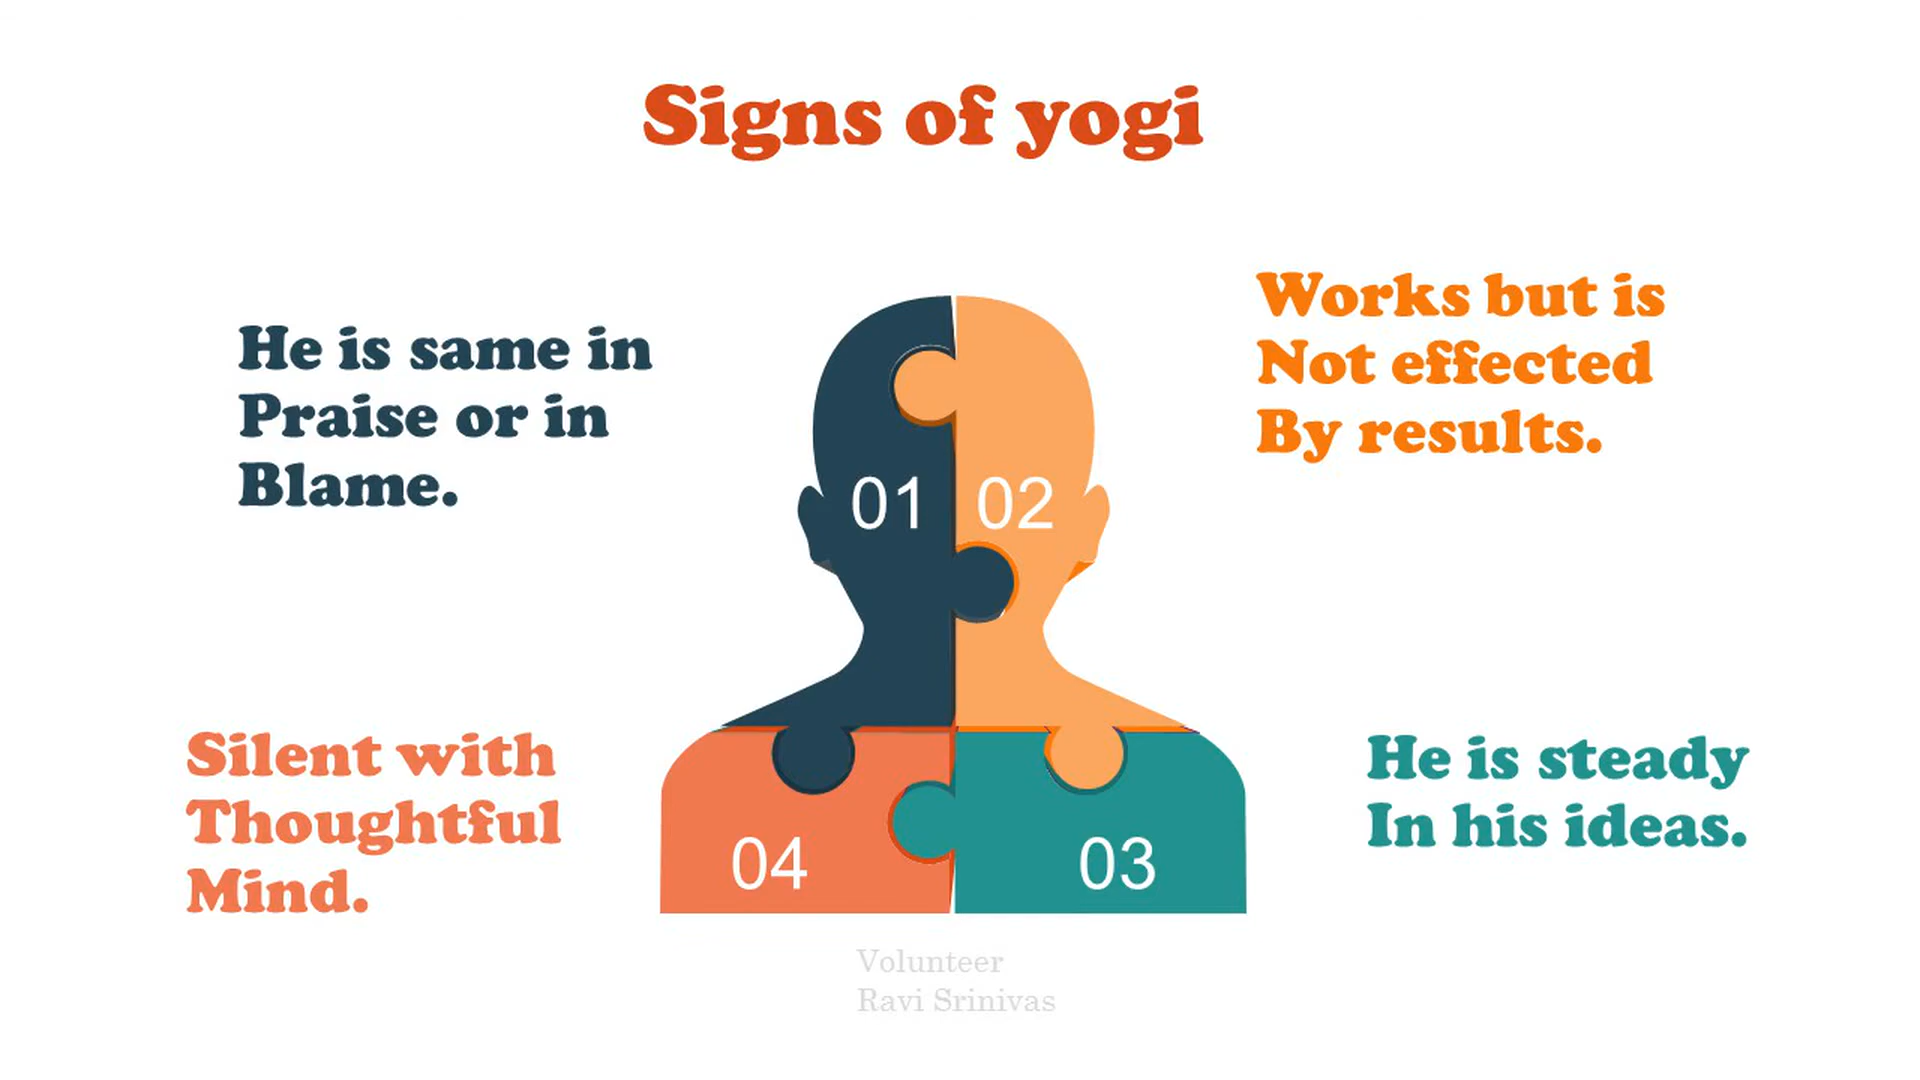 Signs of yogi
He is same in
Praise or in
Blame.
Works but is
Not effected
By results.
01 02
Silent with
Thoughtful
Mind.
He is steady
In his ideas.
04 03
Volunteer
Ravi Srinivas